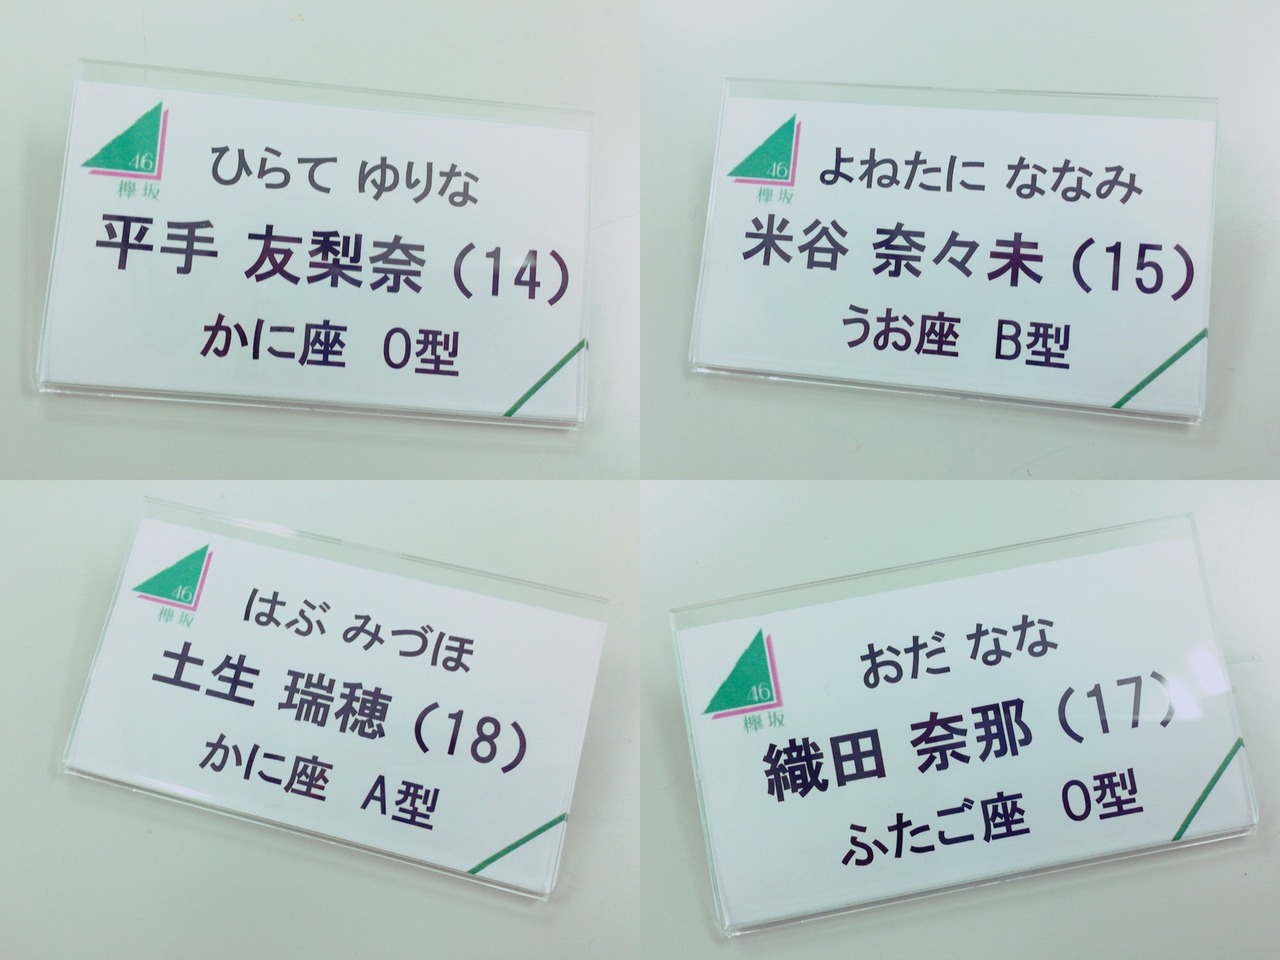 46
欅坂
ひらて ゆりな
平手 友梨奈（14）
かに座 O型
46
欅坂
よねたに ななみ
米谷 奈々未（15）
うお座 B型
46
欅坂
はぶ みづほ
土生 瑞穂（18）
かに座 A型
46
欅坂
おだ なな
織田 奈那（17）
ふたご座 O型